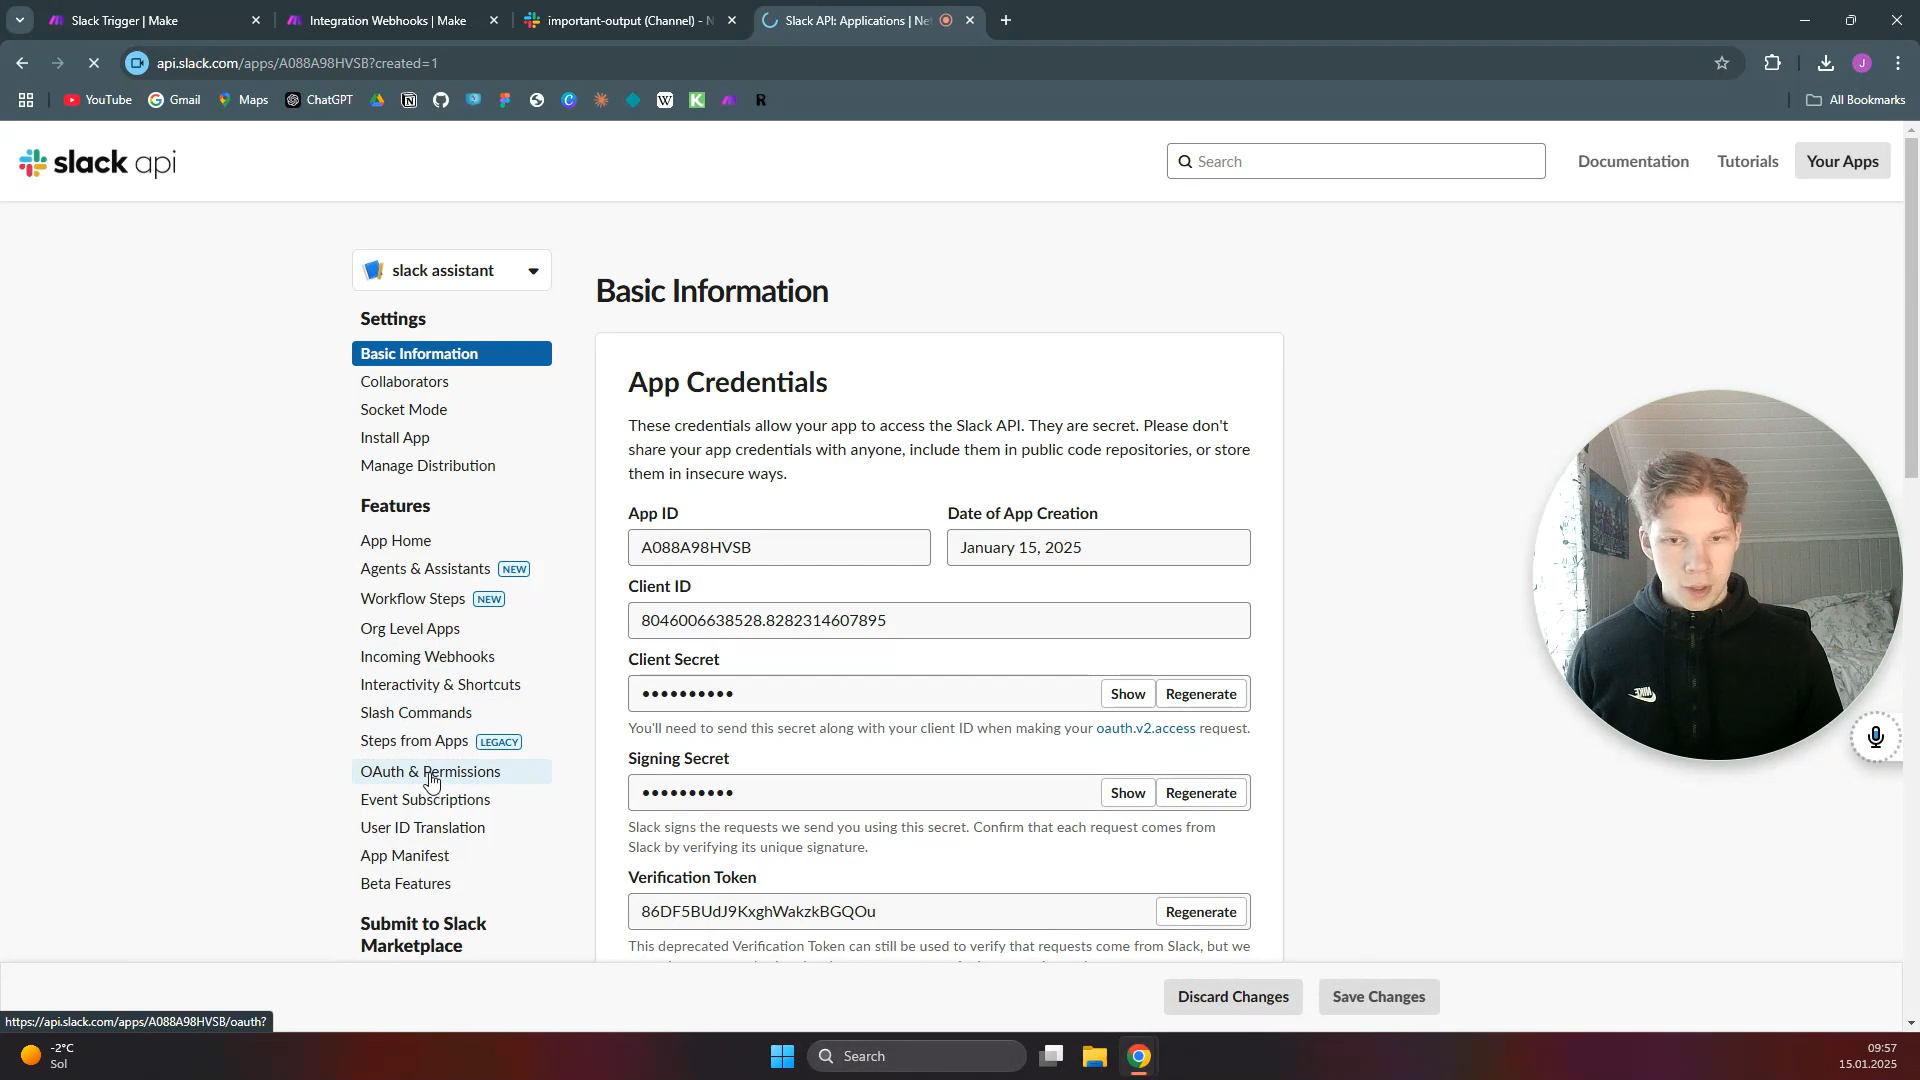 Slack Trigger | Make
Integration Webhooks | Make
important-output (Channel) - N
Slack API: Applications | Net
api.slack.com/apps/A088A98HVSB?created=1
J
YouTube
Gmail
Maps
ChatGPT
W
K
R
All Bookmarks
slack api
Search
Documentation
Tutorials
Your Apps
slack assistant
Settings
Basic Information
Collaborators
Socket Mode
Install App
Manage Distribution
Features
App Home
Agents & Assistants NEW
Workflow Steps NEW
Org Level Apps
Incoming Webhooks
Interactivity & Shortcuts
Slash Commands
Steps from Apps LEGACY
OAuth & Permissions
Event Subscriptions
User ID Translation
App Manifest
Beta Features
Submit to Slack
Marketplace
Basic Information
App Credentials
These credentials allow your app to access the Slack API. They are secret. Please don't
share your app credentials with anyone, include them in public code repositories, or store
them in insecure ways.
App ID
A088A98HVSB
Date of App Creation
January 15, 2025
Client ID
8046006638528.8282314607895
Client Secret
••••••••••
Show
Regenerate
You'll need to send this secret along with your client ID when making your oauth.v2.access request.
Signing Secret
••••••••••
Show
Regenerate
Slack signs the requests we send you using this secret. Confirm that each request comes from
Slack by verifying its unique signature.
Verification Token
86DF5BUdJ9KxghWakzkBGQOu
Regenerate
This deprecated Verification Token can still be used to verify that requests come from Slack, but we
Discard Changes
Save Changes
https://api.slack.com/apps/A088A98HVSB/oauth?
-2°C
Sol
Search
09:57
15.01.2025